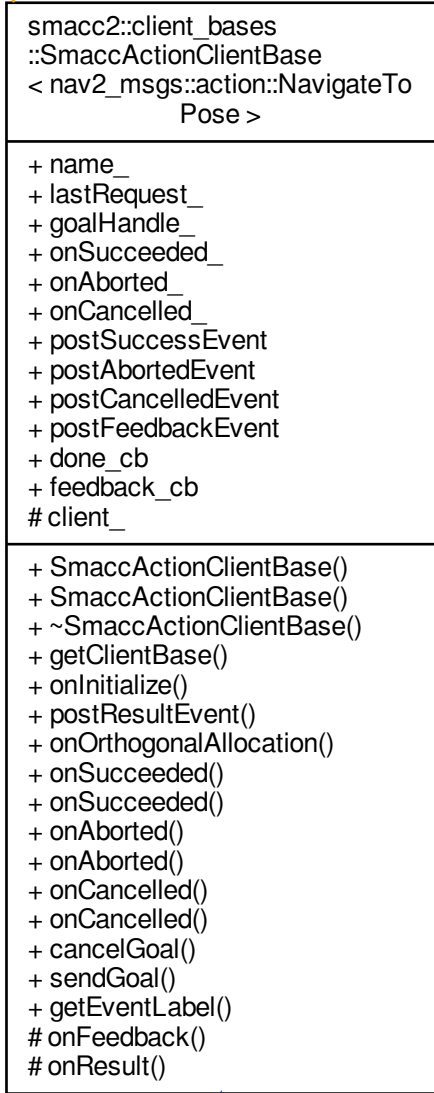 smacc2::client_bases
::SmaccActionClientBase
< nav2_msgs::action::NavigateTo
Pose >
+ name_
+ lastRequest_
+ goalHandle_
+ onSucceeded_
+ onAborted_
+ onCancelled_
+ postSuccessEvent
+ postAbortedEvent
+ postCancelledEvent
+ postFeedbackEvent
+ done_cb
+ feedback_cb
# client_
+ SmaccActionClientBase()
+ SmaccActionClientBase()
+ ~SmaccActionClientBase()
+ getClientBase()
+ onInitialize()
+ postResultEvent()
+ onOrthogonalAllocation()
+ onSucceeded()
+ onSucceeded()
+ onAborted()
+ onAborted()
+ onCancelled()
+ onCancelled()
+ cancelGoal()
+ sendGoal()
+ getEventLabel()
# onFeedback()
# onResult()